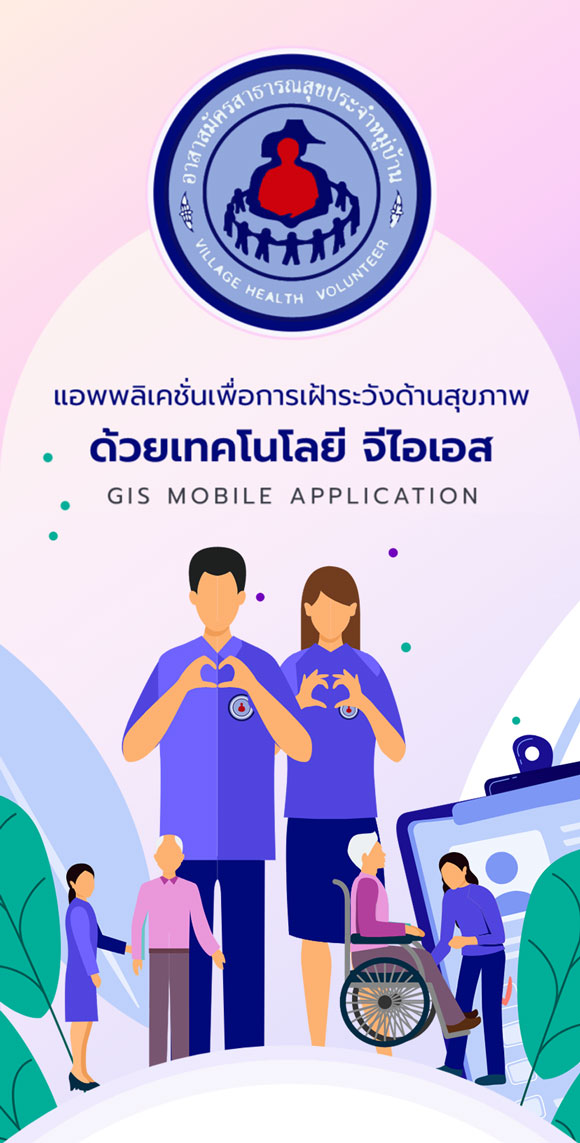 อาสาสมัครสาธารณสุขประจำหมู่บ้าน
VILLAGE HEALTH VOLUNTEER
แอพพลิเคชั่นเพื่อการเฝ้าระวังด้านสุขภาพ
ด้วยเทคโนโลยี จีไอเอส
GIS MOBILE APPLICATION